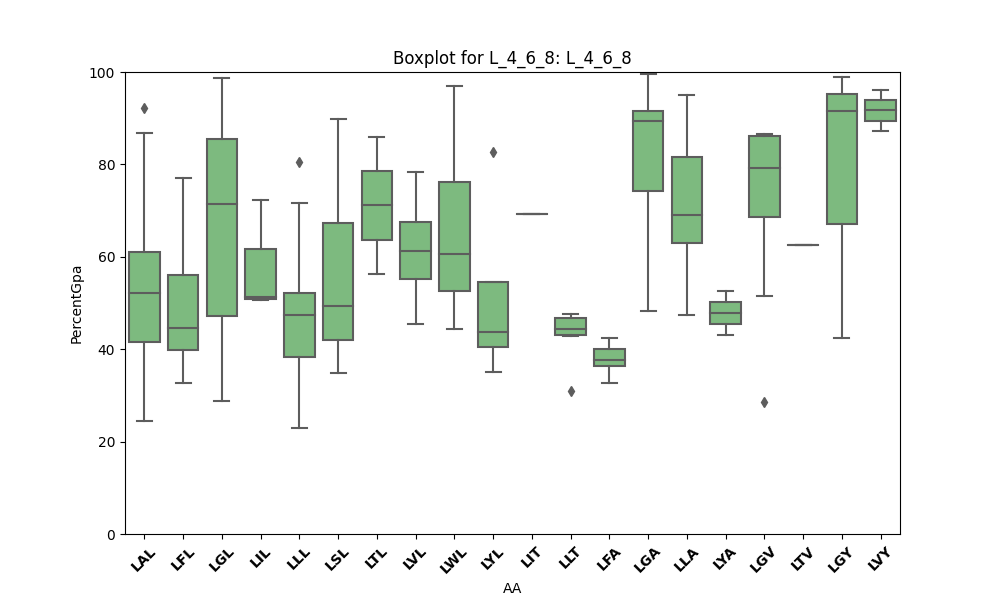 Boxplot for L_4_6_8: L_4_6_8
PercentGpa
100
80
60
40
20
0
LAL LFL LGL LIL LLL LSL LTL LVL LWL LYL LIT LLT LFA LGA LLA LYA LGV LTV LGY LVY
AA